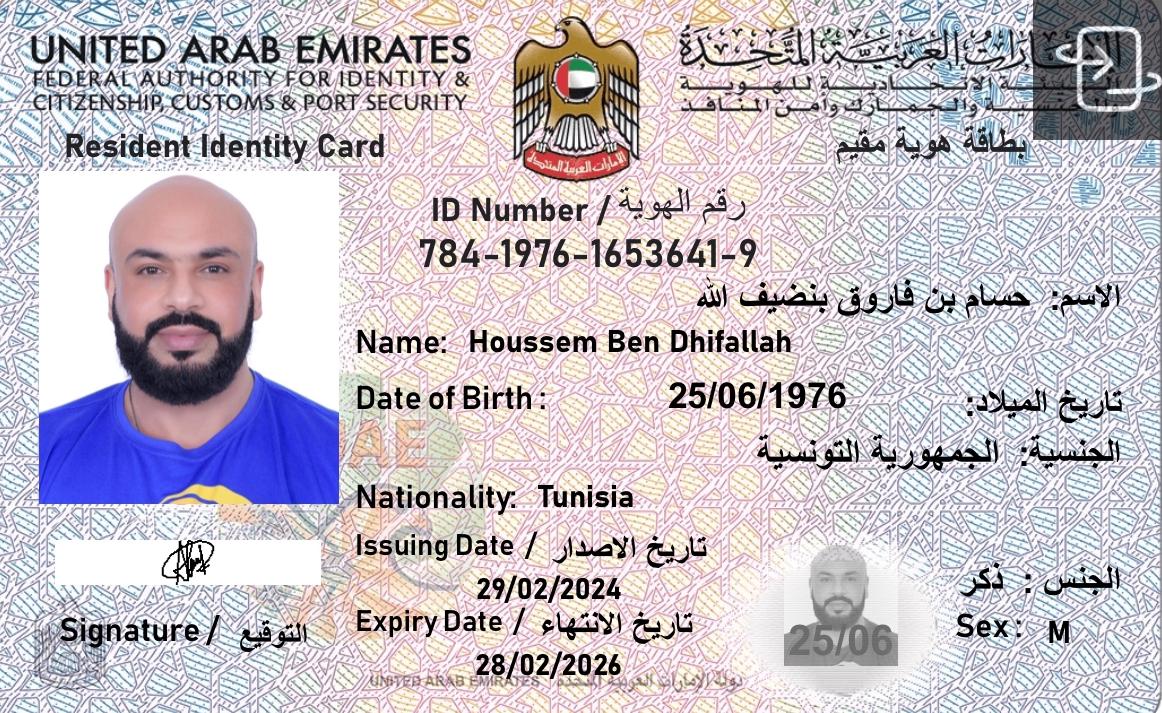 UNITED ARAB EMIRATES
FEDERAL AUTHORITY FOR IDENTITY &
CITIZENSHIP, CUSTOMS & PORT SECURITY
الإمارات العربية المتحدة
الهيئة الاتحادية للهوية
والجنسية والجمارك وأمن المنافذ
Resident Identity Card
بطاقة هوية مقيم
الإمارات العربية المتحدة
ID Number / رقم الهوية
784-1976-1653641-9
الاسم: حسام بن فاروق بنضيف الله
Name: Houssem Ben Dhifallah
Date of Birth : 25/06/1976 تاريخ الميلاد:
الجنسية: الجمهورية التونسية
Nationality: Tunisia
Issuing Date / تاريخ الاصدار
29/02/2024
Expiry Date / تاريخ الانتهاء
28/02/2026
الجنس : ذكر
Sex : M
25/06
Signature / التوقيع
UAE
UNITED ARAB EMIRATES دولة الإمارات العربية المتحدة